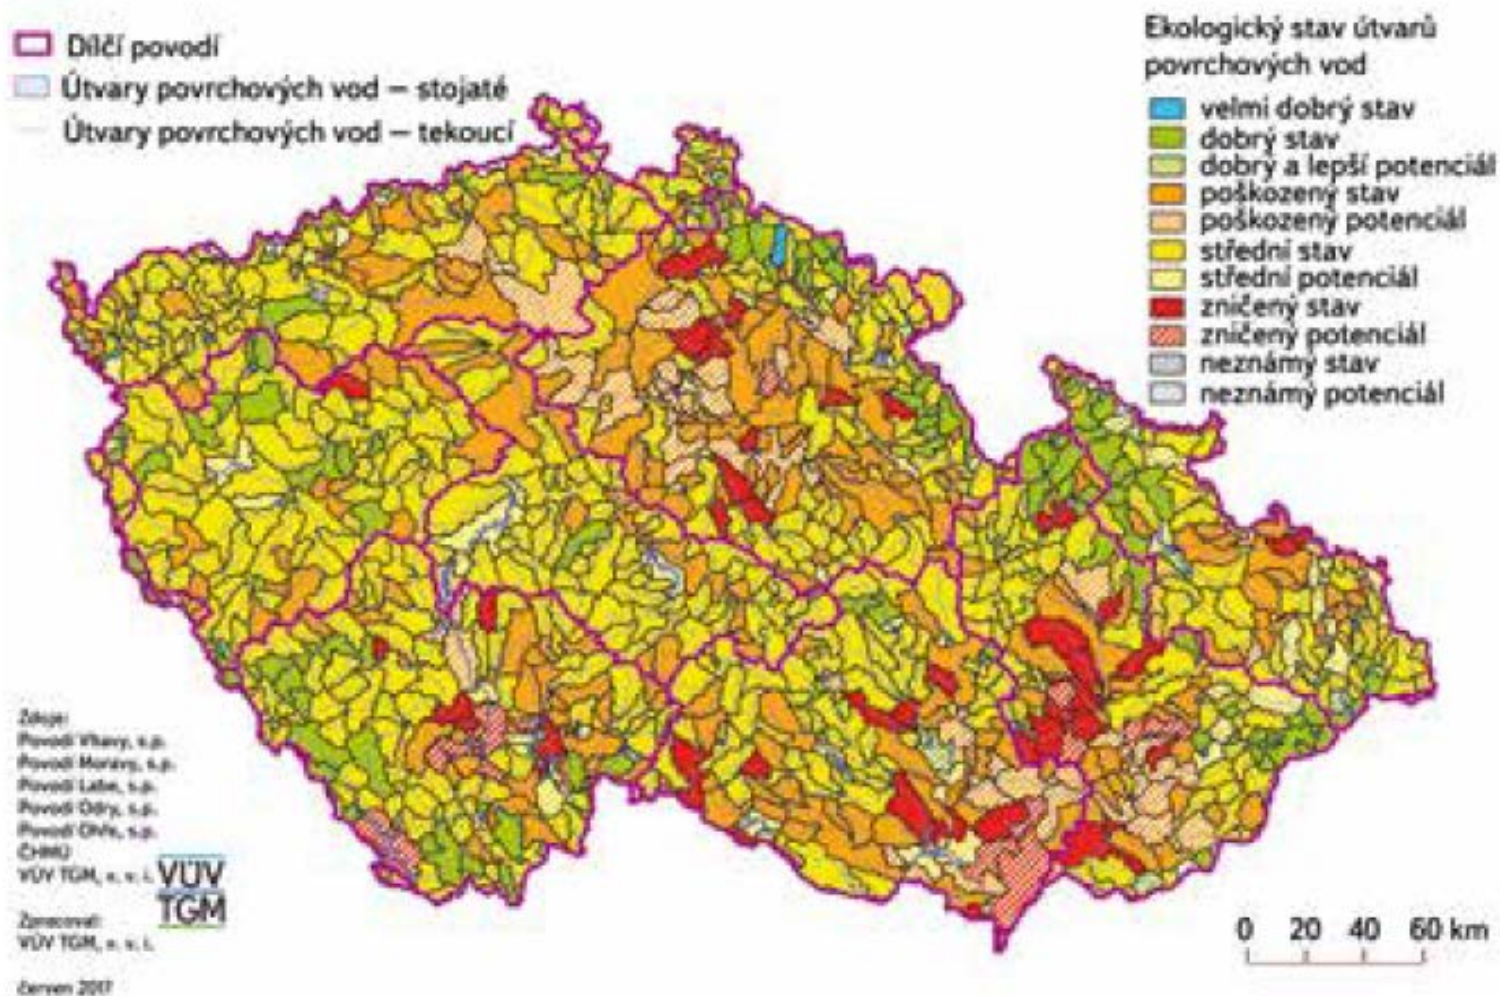 Dílčí povodí
Útvary povrchových vod – stojaté
Útvary povrchových vod – tekoucí
Ekologický stav útvarů
povrchových vod
velmi dobrý stav
dobrý stav
dobrý a lepší potenciál
poškozený stav
poškozený potenciál
střední stav
střední potenciál
zničený stav
zničený potenciál
neznámý stav
neznámý potenciál
Zdroje:
Povodí Vltavy, s.p.
Povodí Moravy, s.p.
Povodí Labe, s.p.
Povodí Odry, s.p.
Povodí Ohře, s.p.
ČHMÚ
VÚV TGM, v. v. i.
VÚV
TGM
Zpracoval:
VÚV TGM, v. v. i.
červen 2017
0 20 40 60 km